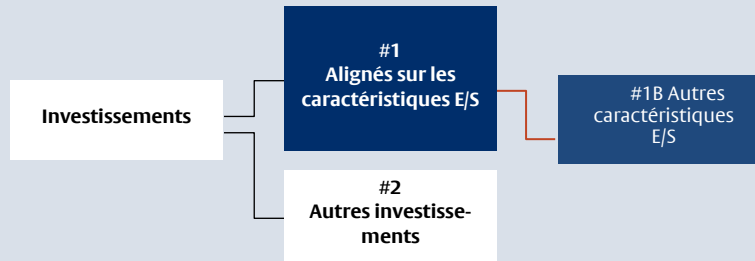 Investissements
#1
Alignés sur les
caractéristiques E/S
#1B Autres
caractéristiques
E/S
#2
Autres investisse-
ments